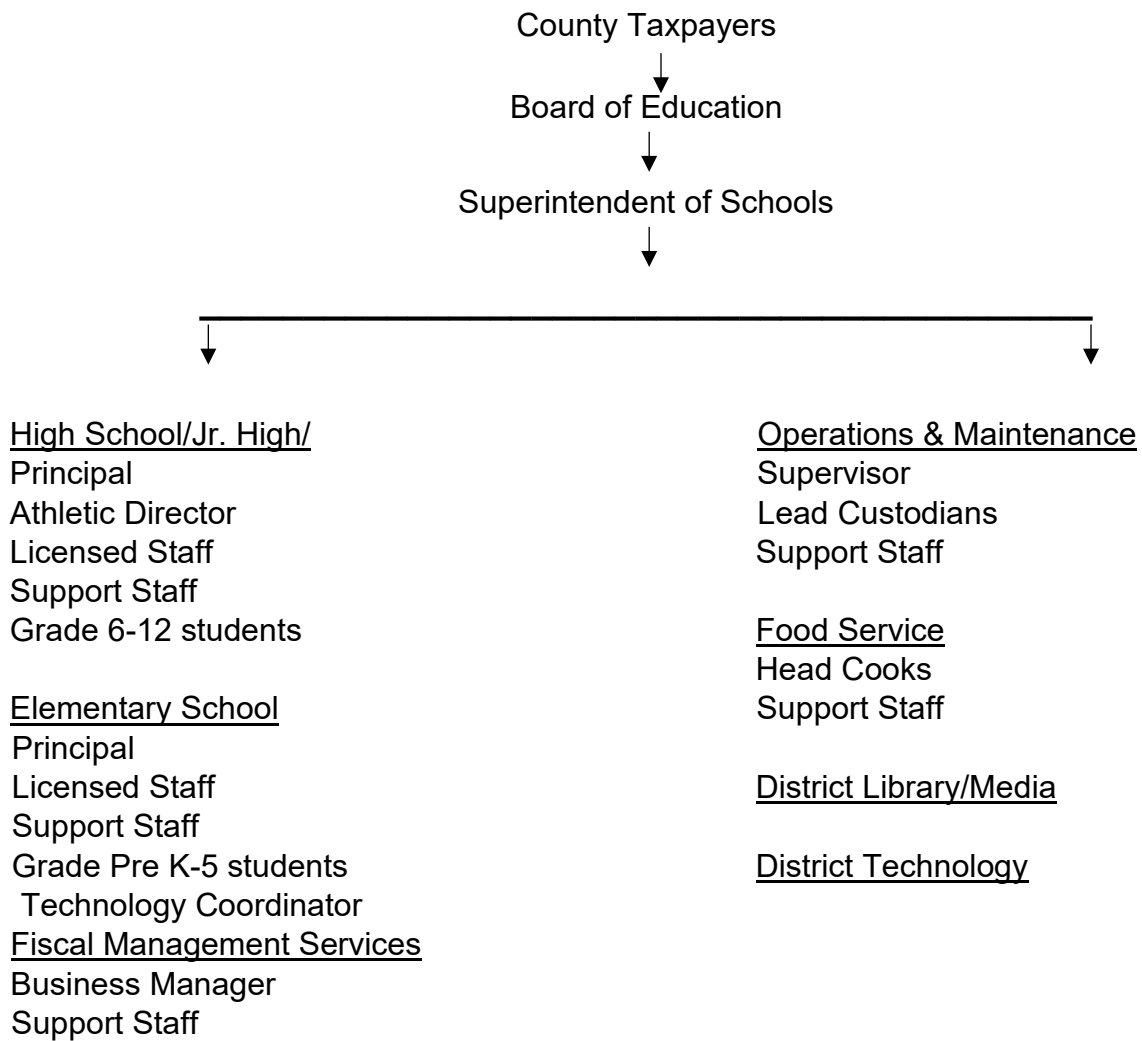 County Taxpayers
Board of Education
Superintendent of Schools
High School/Jr. High/
Principal
Athletic Director
Licensed Staff
Support Staff
Grade 6-12 students
Elementary School
Principal
Licensed Staff
Support Staff
Grade Pre K-5 students
Technology Coordinator
Fiscal Management Services
Business Manager
Support Staff
Operations & Maintenance
Supervisor
Lead Custodians
Support Staff
Food Service
Head Cooks
Support Staff
District Library/Media
District Technology